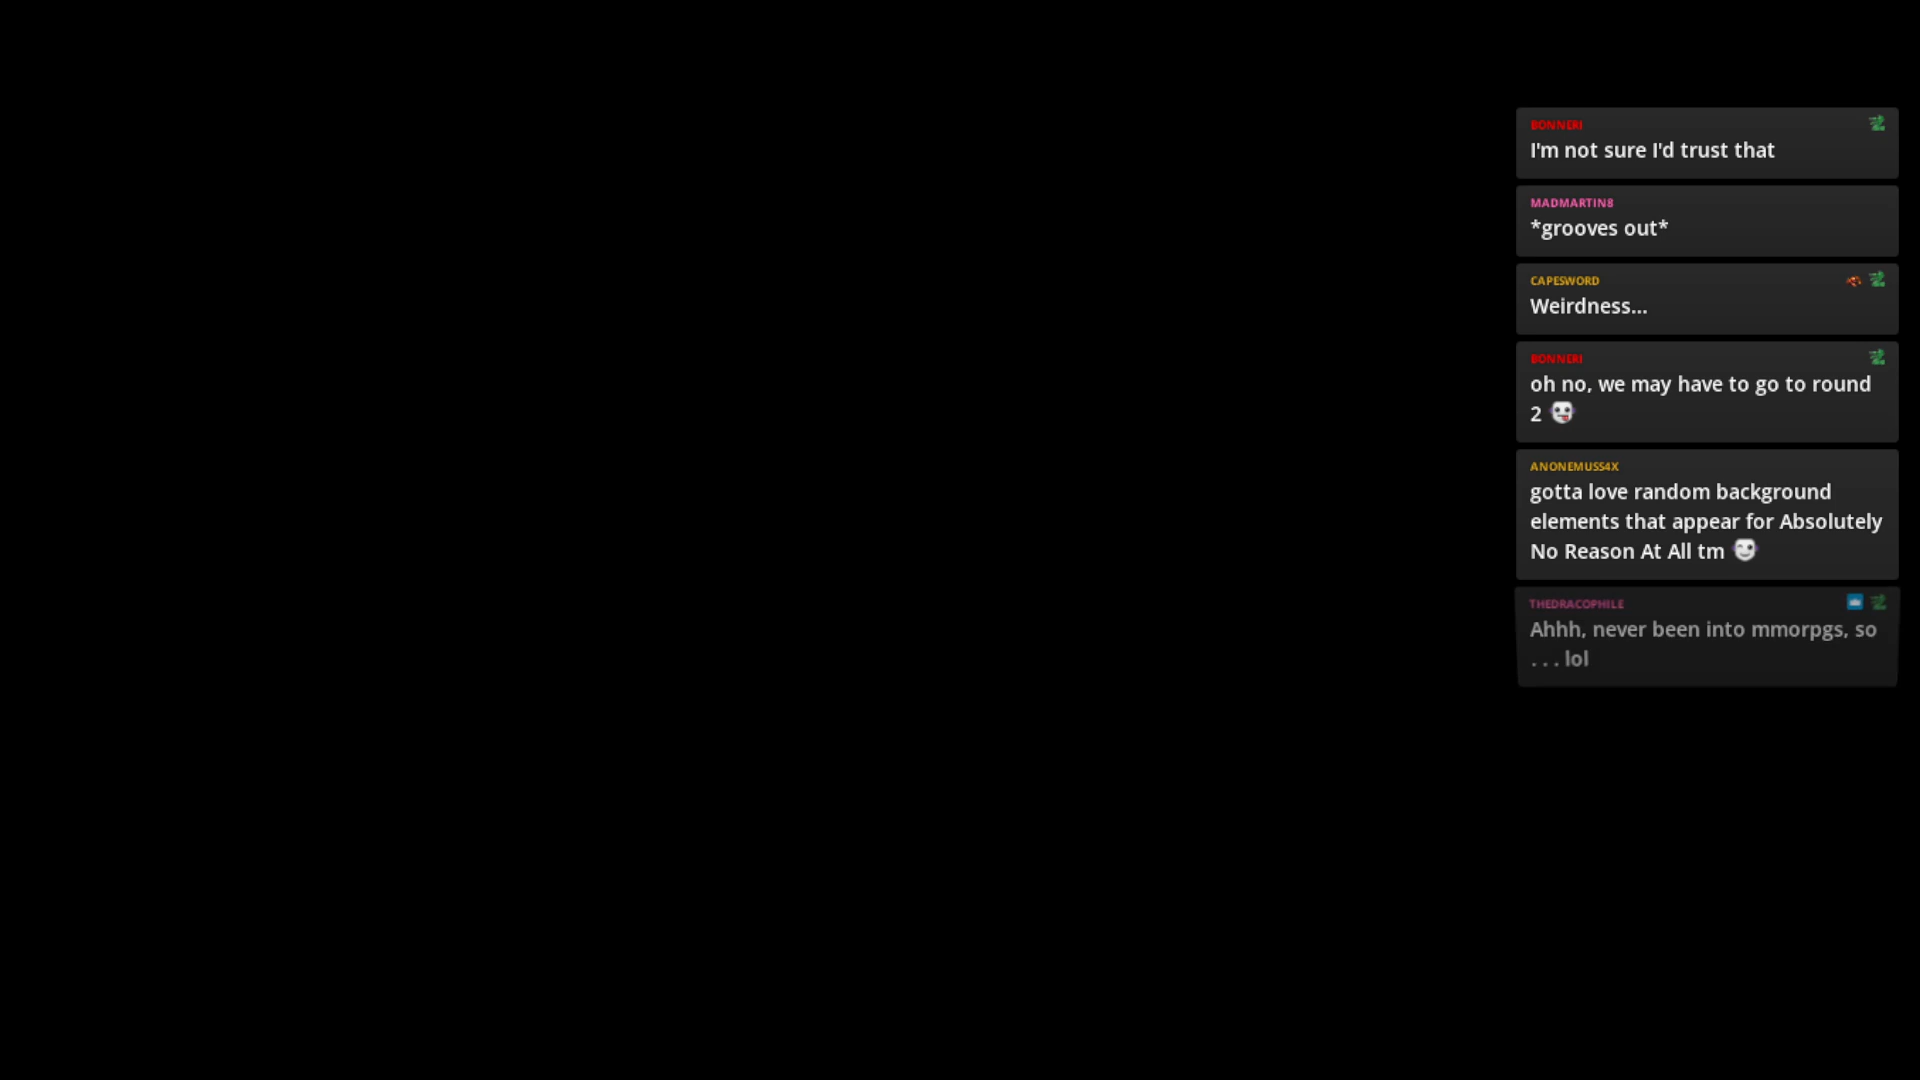 BONNERI
I'm not sure I'd trust that
MADMARTIN8
*grooves out*
CAPESWORD
Weirdness...
BONNERI
oh no, we may have to go to round
2
ANONEMUSS4X
gotta love random background
elements that appear for Absolutely
No Reason At All tm
THEDRACOPHILE
Ahhh, never been into mmorpgs, so
. . . lol